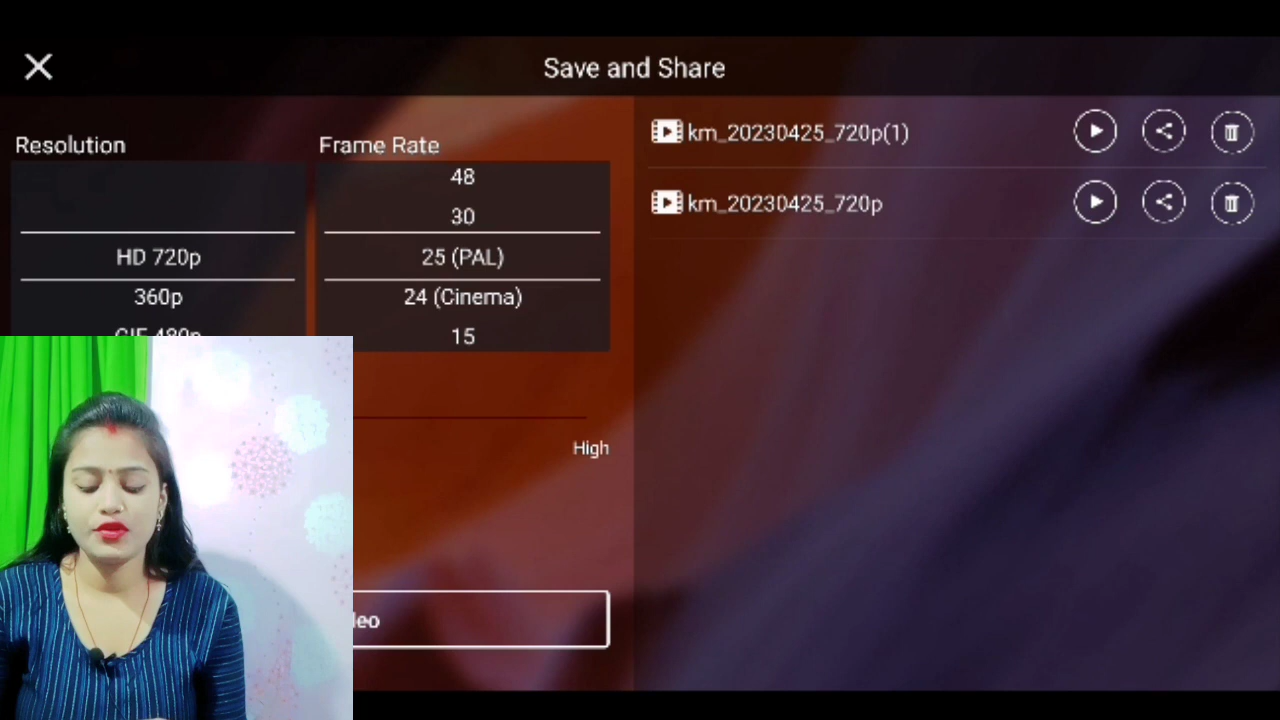 Save and Share
Resolution
Frame Rate
HD 720p
360p
48
30
25 (PAL)
24 (Cinema)
15
High
km_20230425_720p(1)
km_20230425_720p